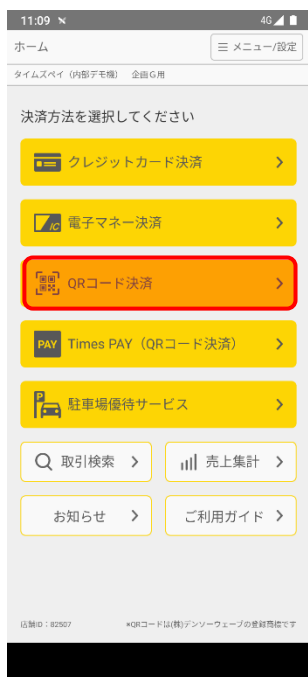 11:09 4G
ホーム
メニュー/設定
タイムズペイ（内部デモ機） 企画G用
決済方法を選択してください
クレジットカード決済
IC 電子マネー決済
QRコード決済
PAY Times PAY（QRコード決済）
P 駐車場優待サービス
取引検索
売上集計
お知らせ
ご利用ガイド
店舗ID：82507 *QRコードは(株)デンソーウェーブの登録商標です